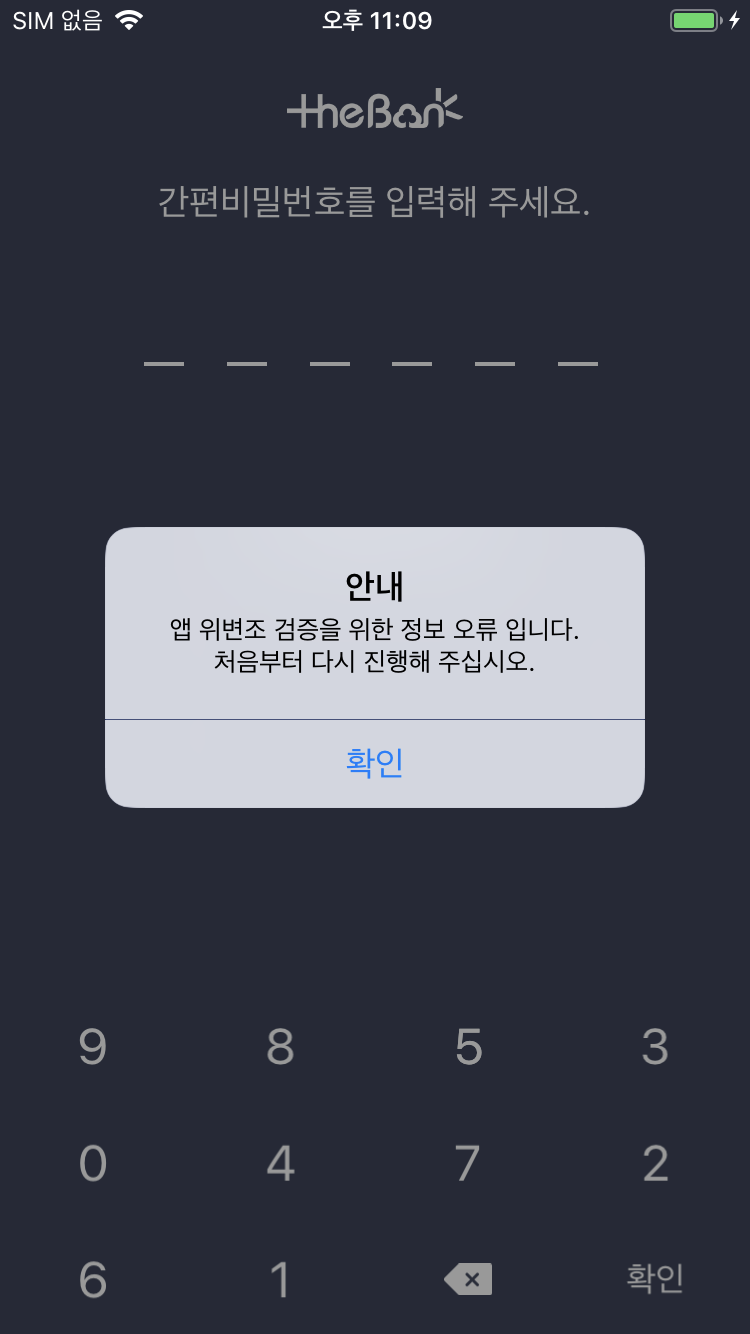 SIM 없음 오후 11:09
theBank
간편비밀번호를 입력해 주세요.
안내
앱 위변조 검증을 위한 정보 오류 입니다.
처음부터 다시 진행해 주십시오.
확인
9 8 5 3
0 4 7 2
6 1 확인